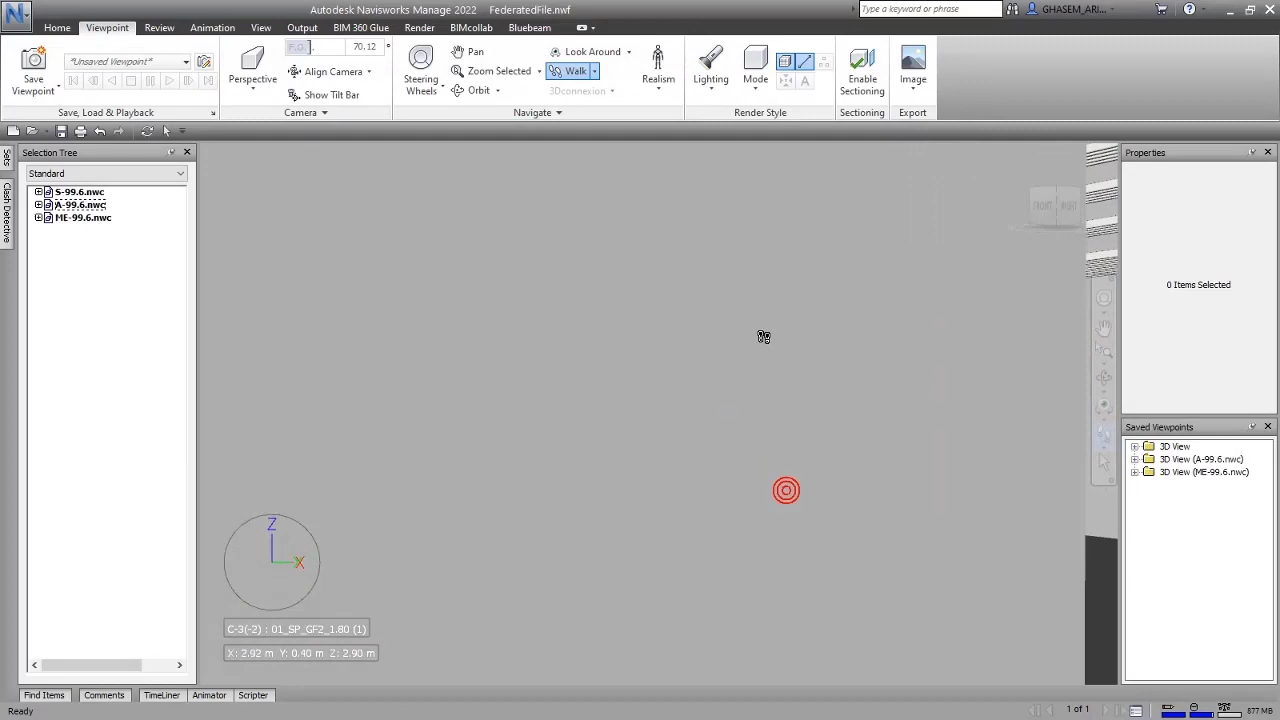 Autodesk Navisworks Manage 2022 FederatedFile.nwf
Type a keyword or phrase
GHASEM_ARI...
Home Viewpoint Review Animation View Output BIM 360 Glue Render BIMcollab Bluebeam
Save Viewpoint
*Unsaved Viewpoint*
Save, Load & Playback
Perspective
F.O. 70.12 °
Align Camera
Show Tilt Bar
Camera
Steering Wheels
Pan
Zoom Selected
Orbit
Look Around
Walk
3Dconnexion
Realism
Navigate
Lighting
Mode
Render Style
Enable Sectioning
Sectioning
Image
Export
Sets
Clash Detective
Selection Tree
Standard
S-99.6.nwc
A-99.6.nwc
ME-99.6.nwc
FRONT RIGHT
Z
X
C-3(-2) : 01_SP_GF2_1.80 (1)
X: 2.92 m Y: 0.40 m Z: 2.90 m
Properties
0 Items Selected
Saved Viewpoints
3D View
3D View (A-99.6.nwc)
3D View (ME-99.6.nwc)
Find Items Comments TimeLiner Animator Scripter
Ready
1 of 1
877 MB